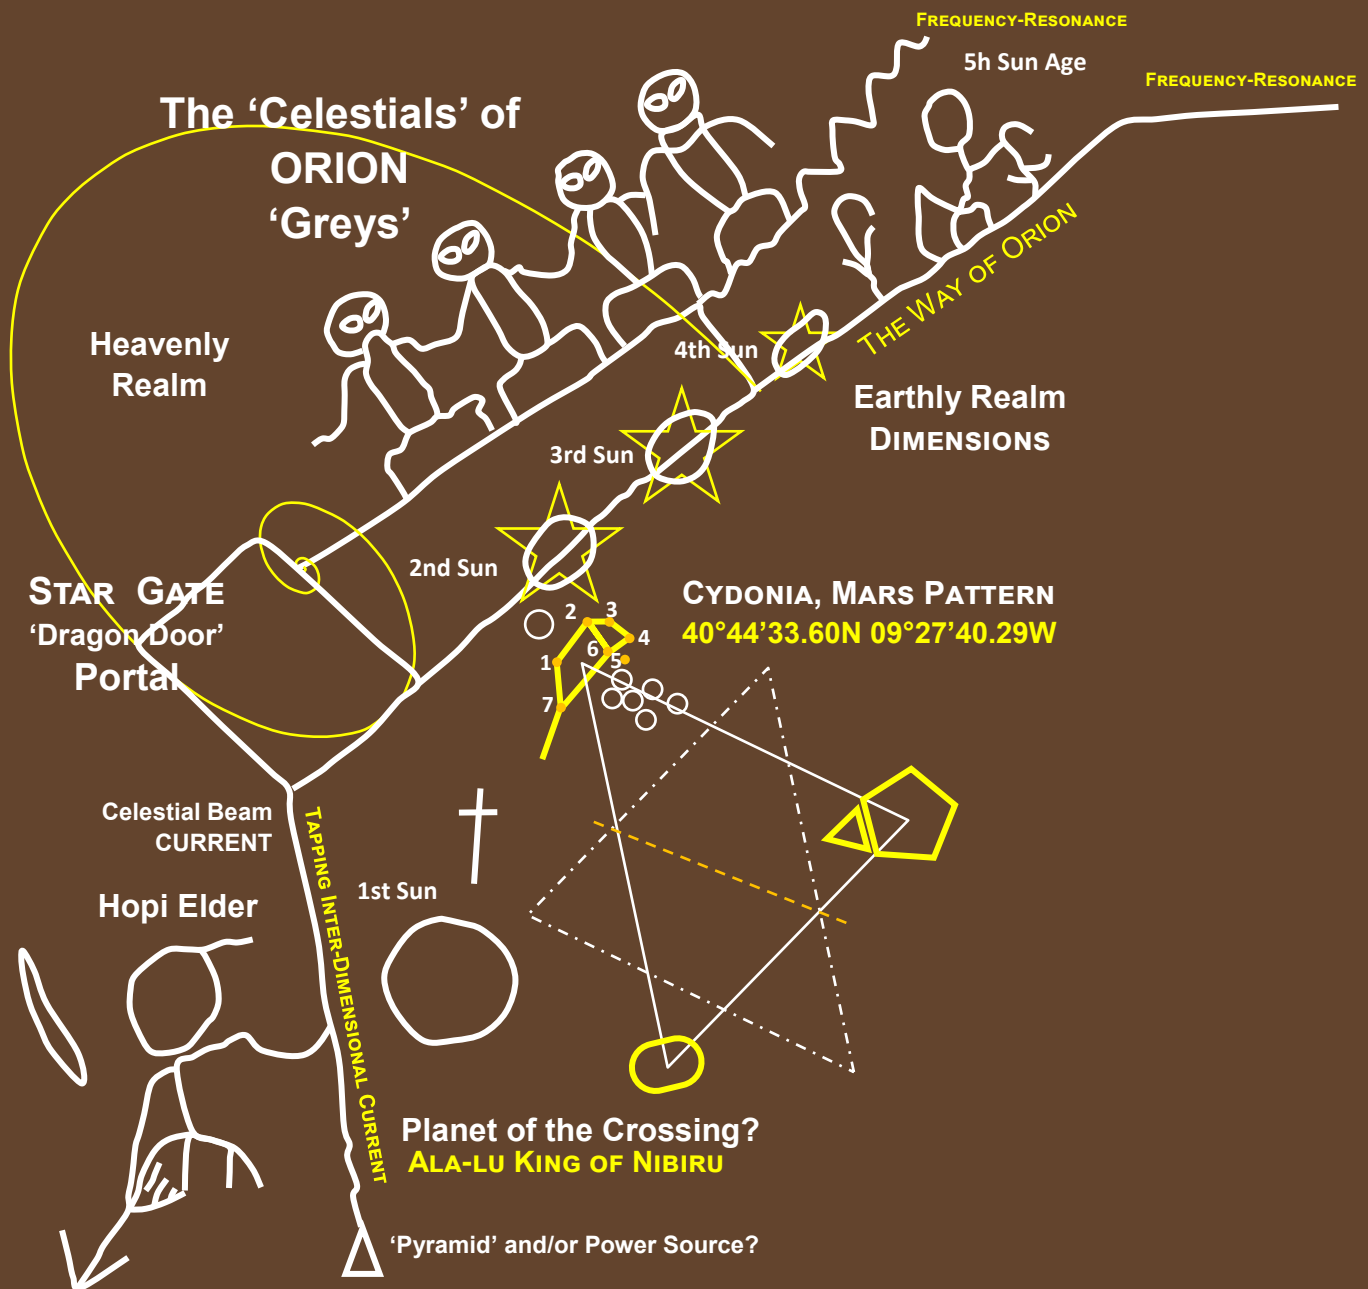 FREQUENCY-RESONANCE
5h Sun Age
FREQUENCY-RESONANCE
The ‘Celestials’ of
ORION
‘Greys’
THE WAY OF ORION
Heavenly
Realm
4th Sun
Earthly Realm
DIMENSIONS
3rd Sun
2nd Sun
STAR GATE
‘Dragon Door’
Portal
CYDONIA, MARS PATTERN
40°44’33.60N 09°27’40.29W
2
3
4
6
5
1
7
Celestial Beam
CURRENT
TAPPING INTER-DIMENSIONAL CURRENT
1st Sun
Hopi Elder
Planet of the Crossing?
ALA-LU KING OF NIBIRU
‘Pyramid’ and/or Power Source?